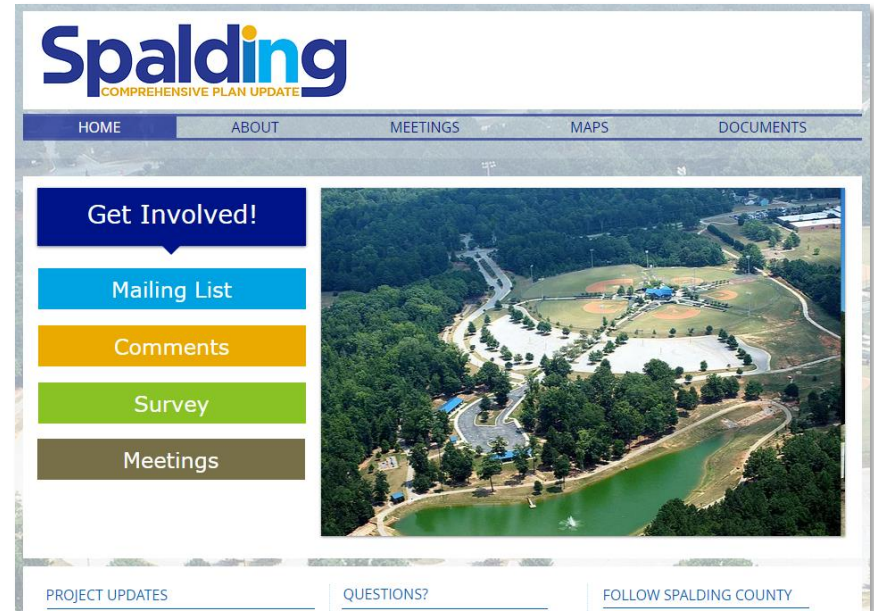 Spalding
COMPREHENSIVE PLAN UPDATE
HOME ABOUT MEETINGS MAPS DOCUMENTS
Get Involved!
Mailing List
Comments
Survey
Meetings
PROJECT UPDATES QUESTIONS? FOLLOW SPALDING COUNTY